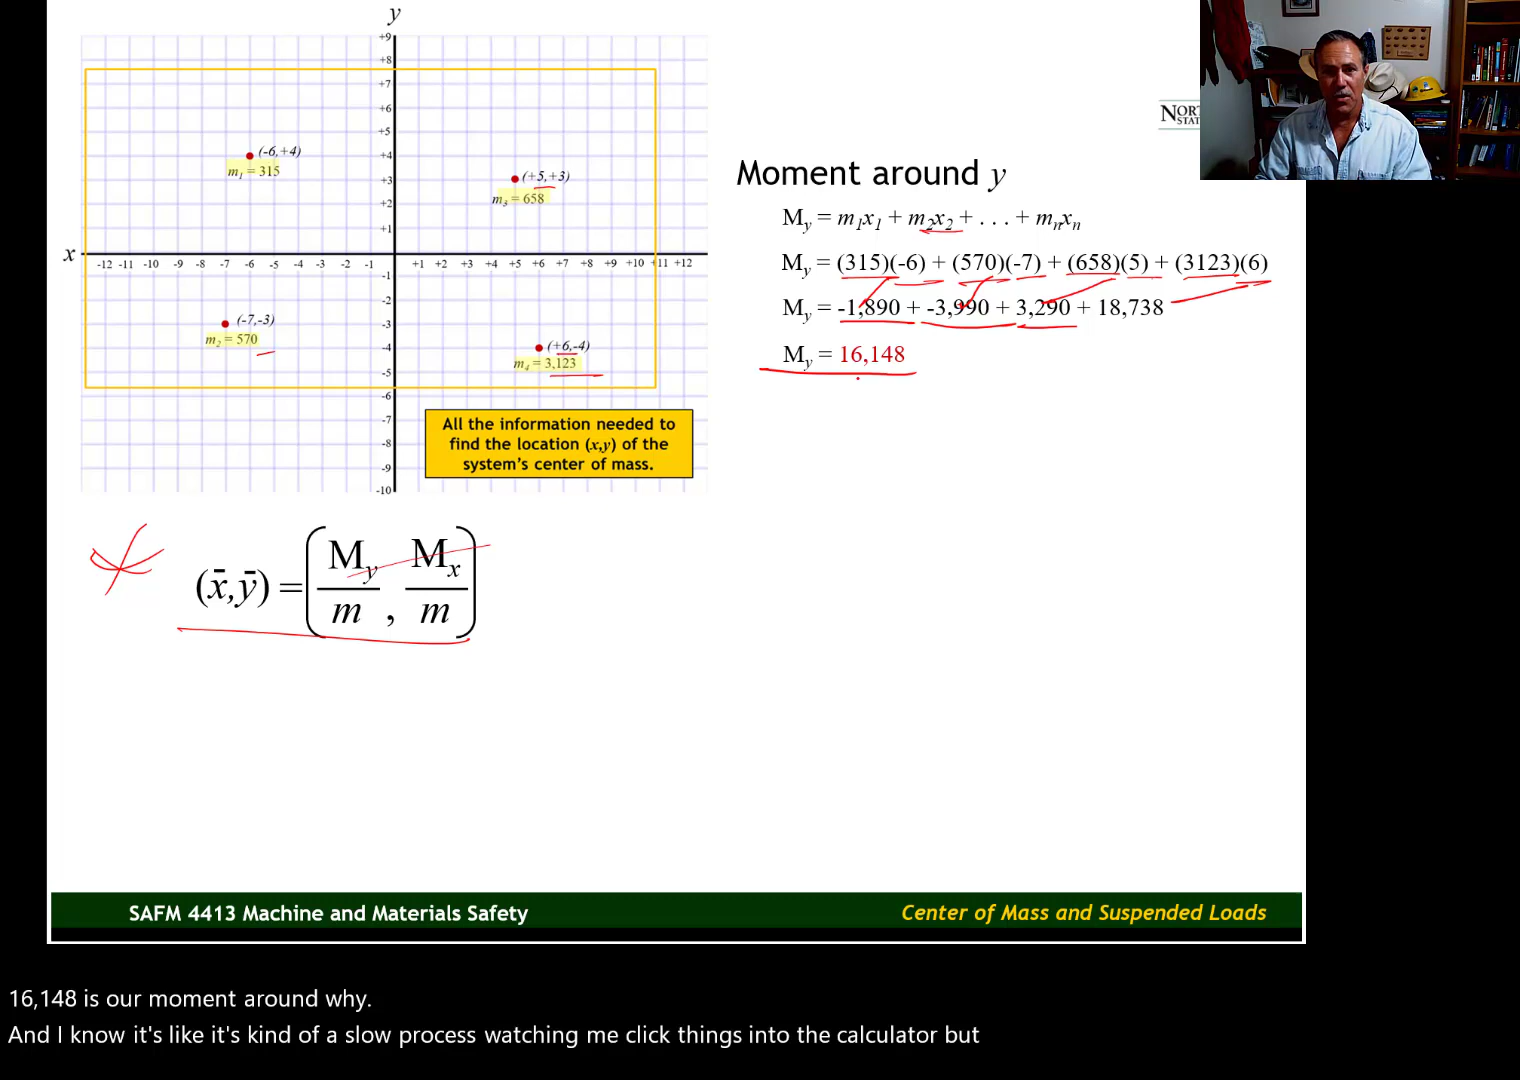 y
+9
+8
+7
+6
+5
+4
+3
+2
+1
(-6,+4)
m1 = 315
(+5,+3)
m3 = 658
x
-12 -11 -10 -9 -8 -7 -6 -5 -4 -3 -2 -1 +1 +2 +3 +4 +5 +6 +7 +8 +9 +10 +11 +12
-1
-2
-3
-4
-5
-6
-7
-8
-9
-10
(-7,-3)
m2 = 570
(+6,-4)
m4 = 3,123
All the information needed to
find the location (x,y) of the
system's center of mass.
(x̄,ȳ) = (My/m, Mx/m)
NOR
STAT
Moment around y
My = m1x1 + m2x2 + . . . + mnxn
My = (315)(-6) + (570)(-7) + (658)(5) + (3123)(6)
My = -1,890 + -3,990 + 3,290 + 18,738
My = 16,148
SAFM 4413 Machine and Materials Safety
Center of Mass and Suspended Loads
16,148 is our moment around why.
And I know it's like it's kind of a slow process watching me click things into the calculator but